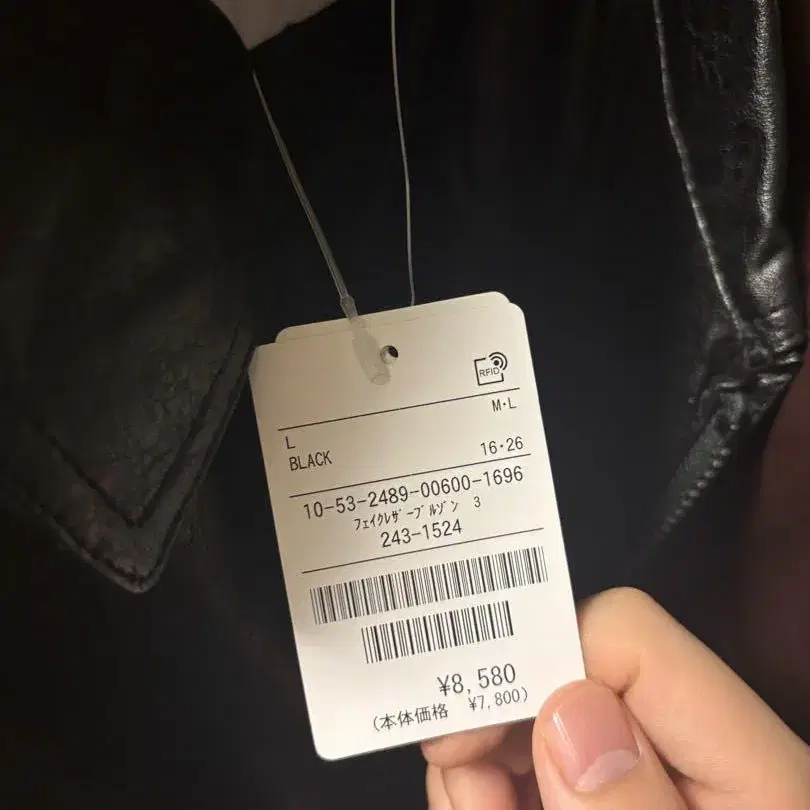 RFID
M・L
L
BLACK 16・26
10-53-2489-00600-1696
ﾌｪｲｸﾚｻﾞｰﾌﾞﾙｿﾞﾝ 3
243-1524
¥8,580
(本体価格 ¥7,800)